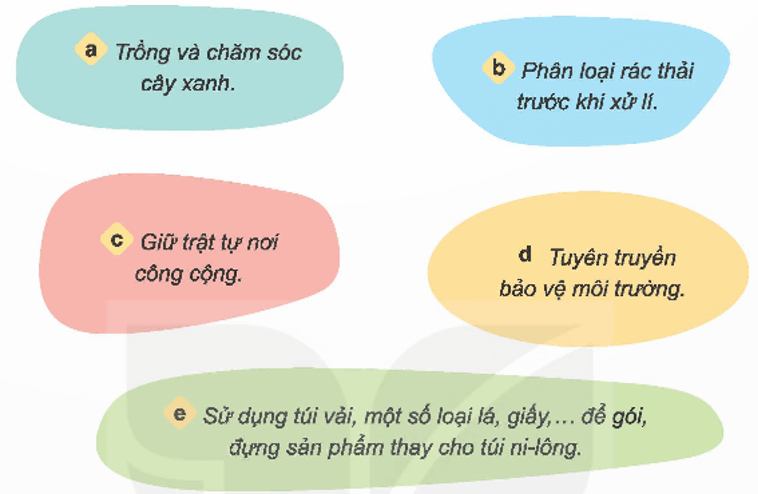 a Trồng và chăm sóc
cây xanh.
b Phân loại rác thải
trước khi xử lí.
c Giữ trật tự nơi
công cộng.
d Tuyên truyền
bảo vệ môi trường.
e Sử dụng túi vải, một số loại lá, giấy,... để gói,
đựng sản phẩm thay cho túi ni-lông.